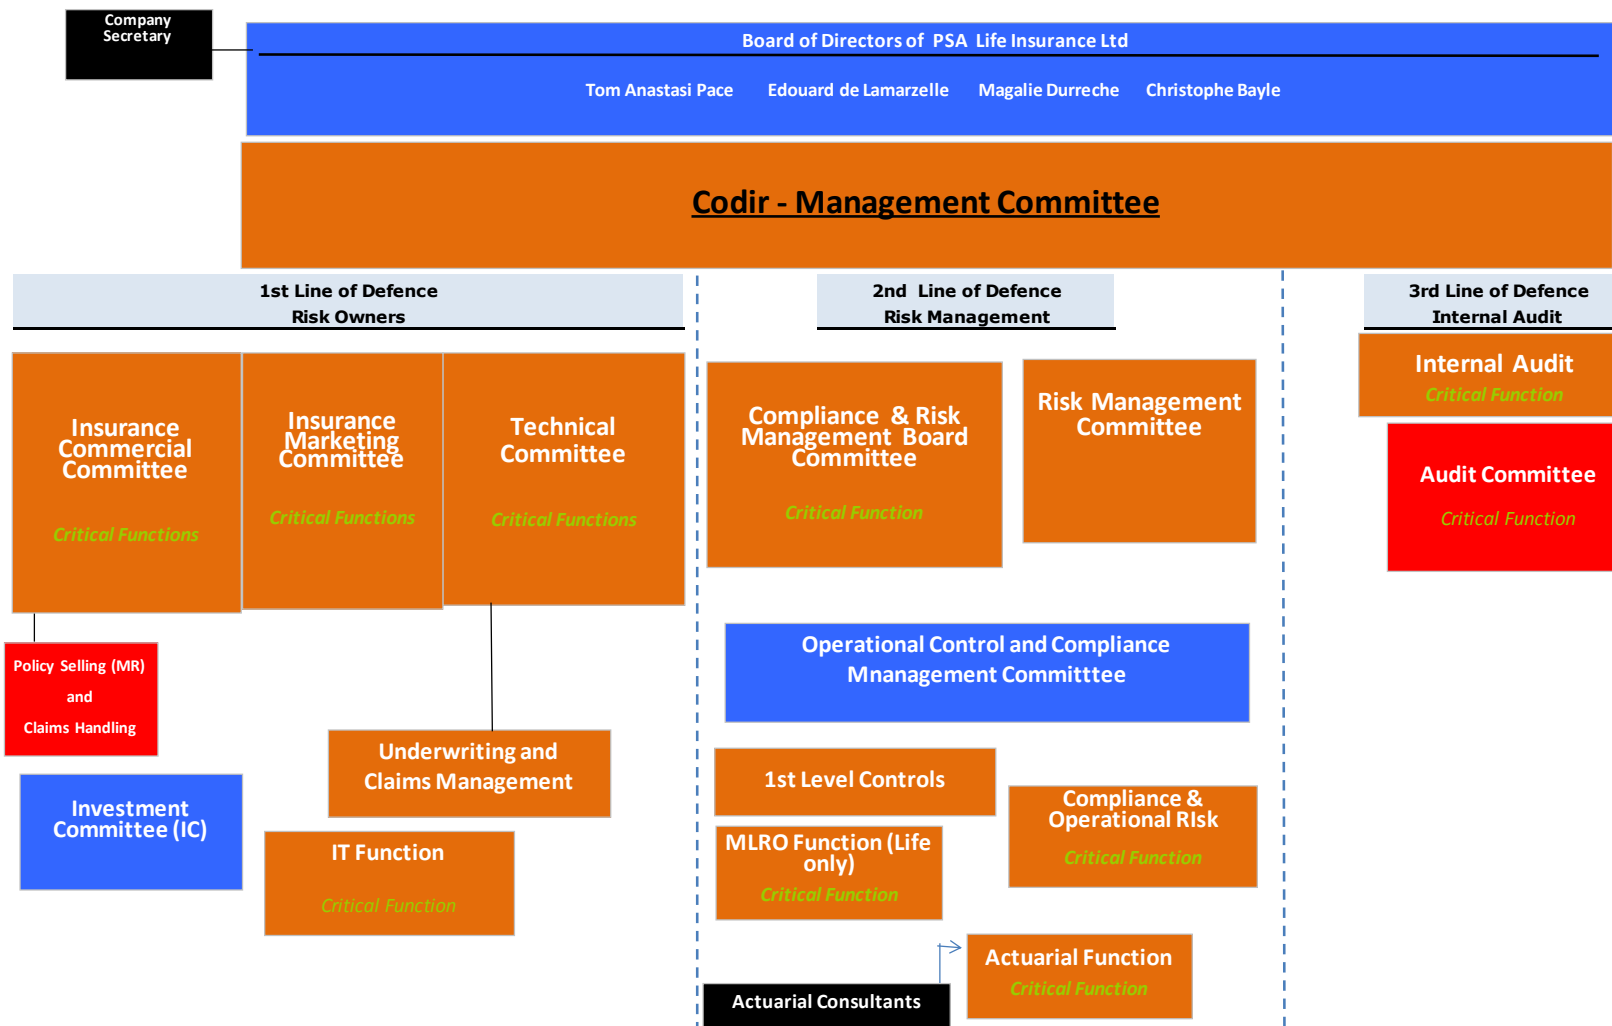 Company
Secretary
Board of Directors of PSA Life Insurance Ltd
Tom Anastasi Pace Edouard de Lamarzelle Magalie Durreche Christophe Bayle
Codir - Management Committee
1st Line of Defence
Risk Owners
2nd Line of Defence
Risk Management
3rd Line of Defence
Internal Audit
Insurance
Commercial
Committee
Critical Functions
Insurance
Marketing
Committee
Critical Functions
Technical
Committee
Critical Functions
Compliance & Risk
Management Board
Committee
Critical Function
Risk Management
Committee
Internal Audit
Critical Function
Audit Committee
Critical Function
Policy Selling (MR)
and
Claims Handling
Underwriting and
Claims Management
Investment
Committee (IC)
IT Function
Critical Function
Operational Control and Compliance
Mnanagement Committtee
1st Level Controls
Compliance &
Operational RIsk
Critical Function
MLRO Function (Life
only)
Critical Function
Actuarial Function
Critical Function
Actuarial Consultants